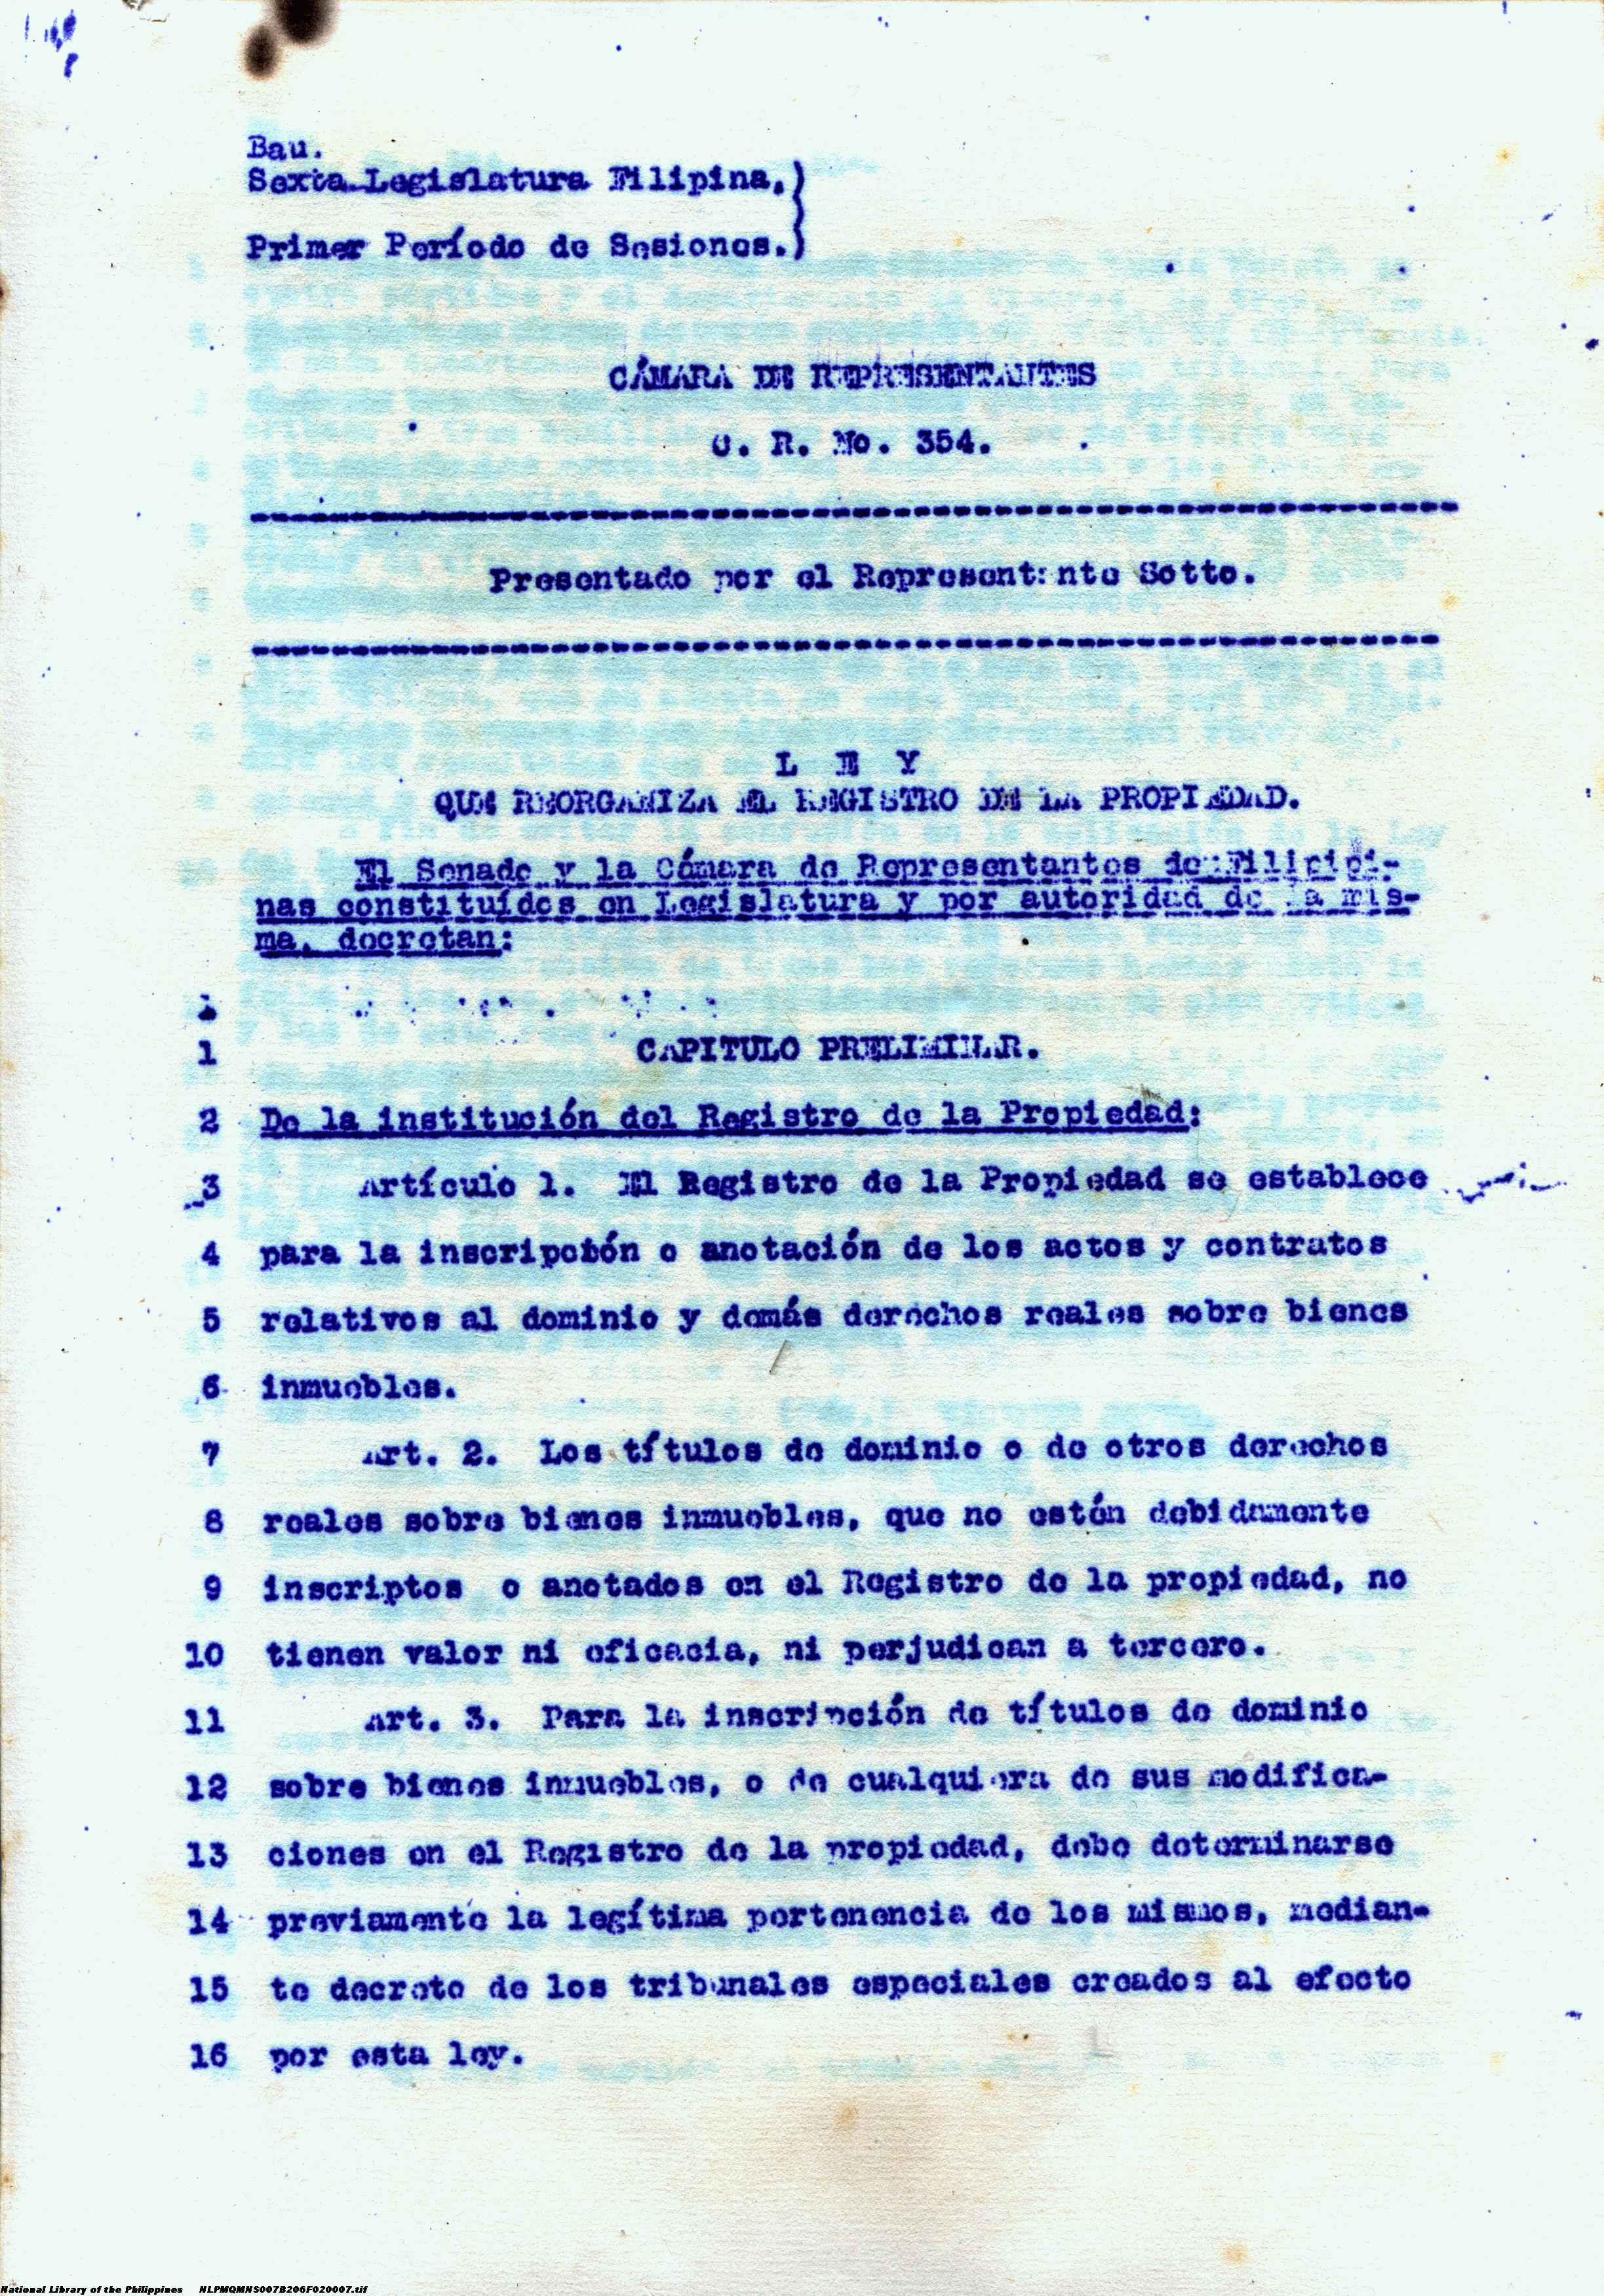 Bau.
Sexta Legislatura Filipina,)
Primer Período de Sesiones.)
CÁMARA DE REPRESENTANTES
C. R. No. 354.
Presentado por el Representante Sotto.
L E Y
QUE REORGANIZA EL REGISTRO DE LA PROPIEDAD.
El Senado y la Cámara de Representantes de Filipi-
nas constituídos en Legislatura y por autoridad de la mis-
ma, decretan:
1 CAPITULO PRELIMINAR.
2 De la institución del Registro de la Propiedad:
3 Artículo 1. El Registro de la Propiedad se establece
4 para la inscripción o anotación de los actos y contratos
5 relativos al dominio y demás derechos reales sobre bienes
6 inmuebles.
7 Art. 2. Los títulos de dominio o de otros derechos
8 reales sobre bienes inmuebles, que no estén debidamente
9 inscriptos o anotados en el Registro de la propiedad, no
10 tienen valor ni eficacia, ni perjudican a tercero.
11 Art. 3. Para la inscripción de títulos de dominio
12 sobre bienes inmuebles, o de cualquiera de sus modifica-
13 ciones en el Registro de la propiedad, debe determinarse
14 previamente la legítima pertenencia de los mismos, median-
15 te decreto de los tribunales especiales creados al efecto
16 por esta ley.
National Library of the Philippines NLPMQMNS007B206F020007.tif